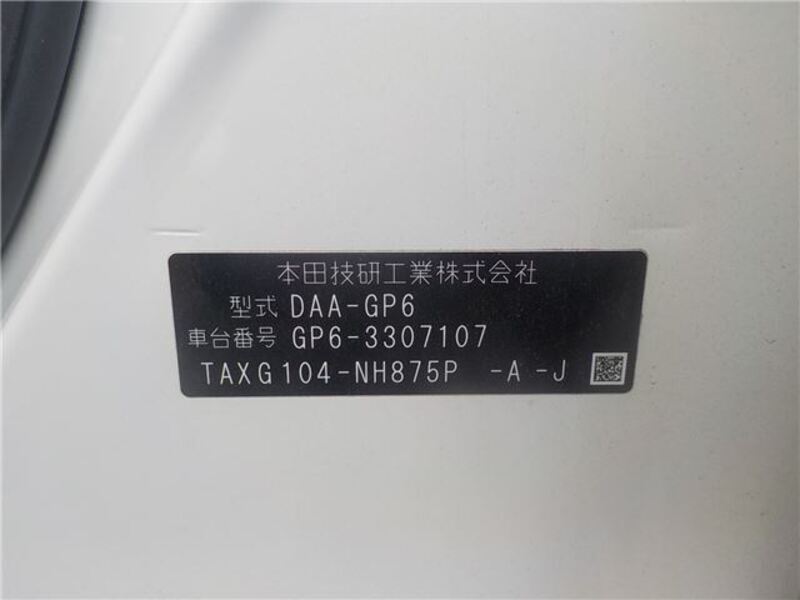 本田技研工業株式会社
型式 DAA-GP6
車台番号 GP6-3307107
TAXG104-NH875P -A -J